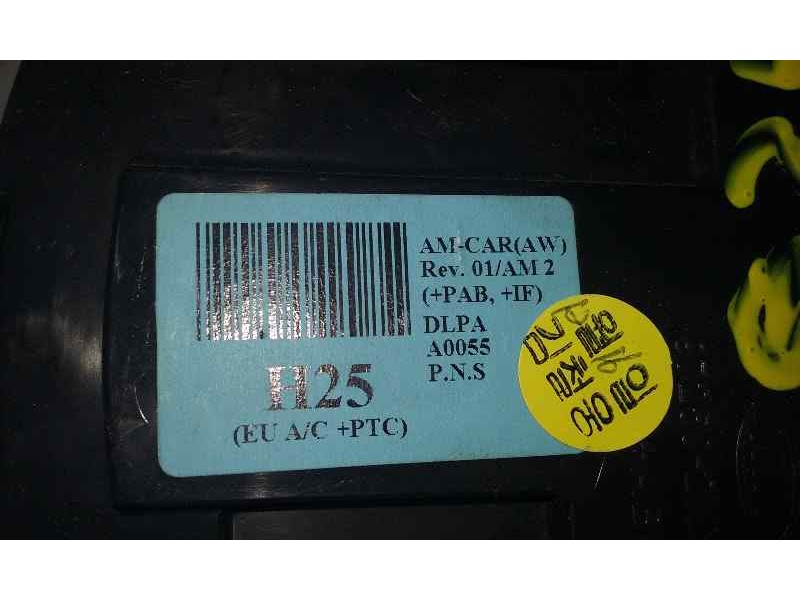 AM-CAR(AW)
Rev. 01/AM 2
(+PAB, +IF)
DLPA
A0055
P.N.S
H25
(EU A/C +PTC)